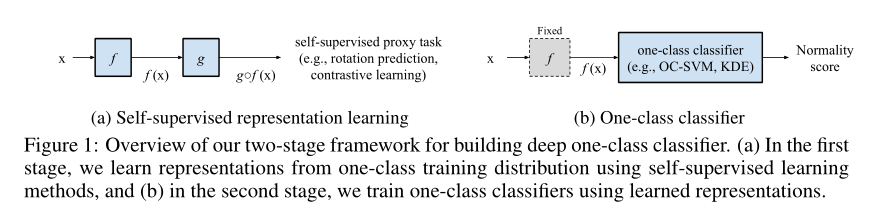 x
f
f(x)
g
g∘f(x)
self-supervised proxy task
(e.g., rotation prediction,
contrastive learning)
(a) Self-supervised representation learning
x
Fixed
f
f(x)
one-class classifier
(e.g., OC-SVM, KDE)
Normality
score
(b) One-class classifier
Figure 1: Overview of our two-stage framework for building deep one-class classifier. (a) In the first
stage, we learn representations from one-class training distribution using self-supervised learning
methods, and (b) in the second stage, we train one-class classifiers using learned representations.